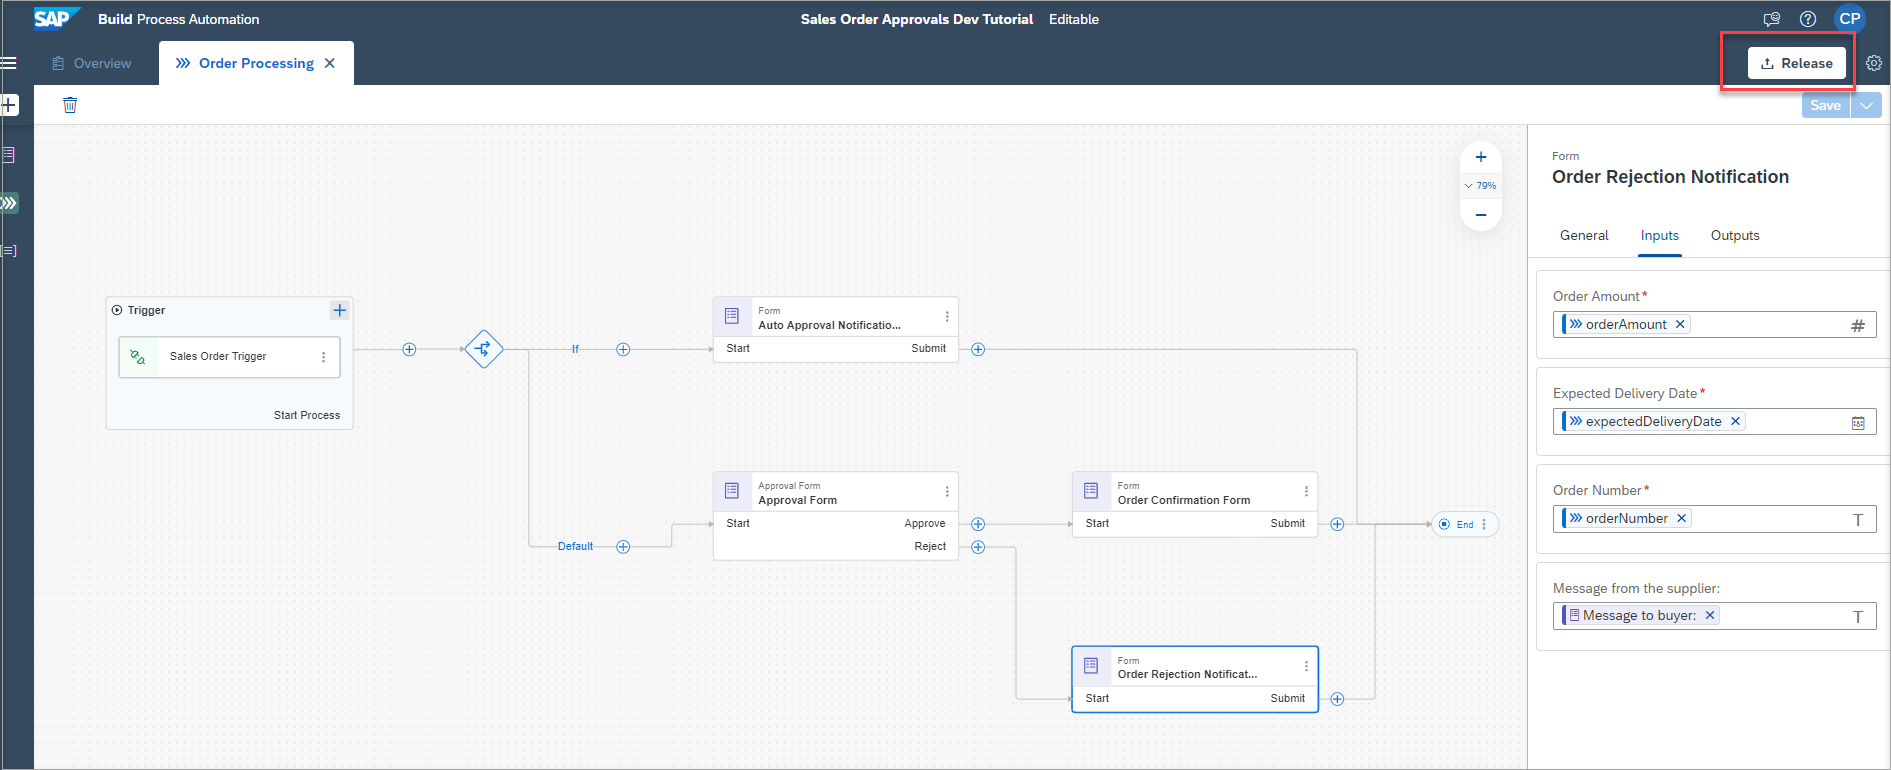 SAP Build Process Automation
Sales Order Approvals Dev Tutorial Editable
CP
Overview
Order Processing
Release
Save
79%
Trigger
Sales Order Trigger
Start Process
If
Default
Form
Auto Approval Notificatio...
Start Submit
Approval Form
Approval Form
Start Approve
Reject
Form
Order Confirmation Form
Start Submit
Form
Order Rejection Notificat...
Start Submit
End
Form
Order Rejection Notification
General Inputs Outputs
Order Amount*
orderAmount
Expected Delivery Date*
expectedDeliveryDate
Order Number*
orderNumber
Message from the supplier:
Message to buyer: